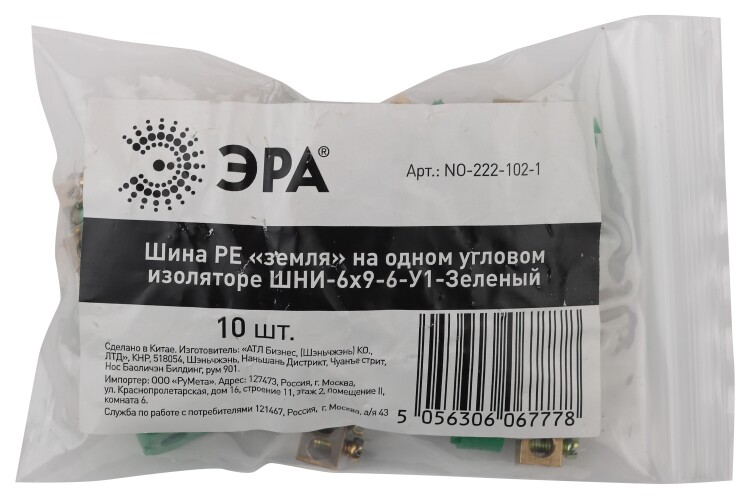 ЭРА®
Арт.: NO-222-102-1
Шина PE «земля» на одном угловом
изоляторе ШНИ-6х9-6-У1-Зеленый
10 шт.
Сделано в Китае. Изготовитель: «АТЛ Бизнес, (Шэньчжэнь) КО.,
ЛТД», КНР, 518054, Шэньчжэнь, Наньшань Дистрикт, Чуанъе стрит,
Нос Баоличэн Билдинг, рум 901.
Импортер: ООО «РуМета». Адрес: 127473, Россия, г. Москва,
ул. Краснопролетарская, дом 16, строение 11, этаж 2, помещение II,
комната 6.
Служба по работе с потребителями 121467, Россия, г. Москва, а/я 43
5 056306 067778